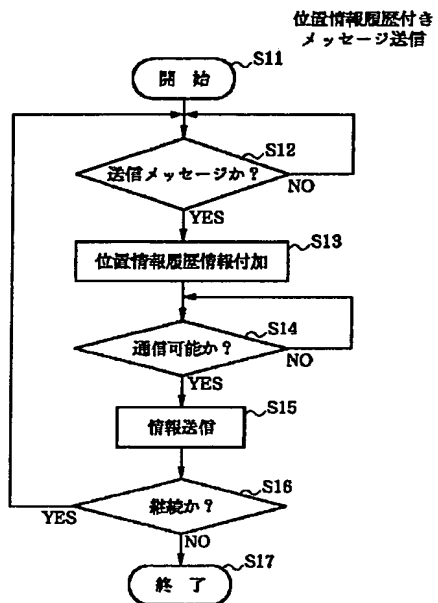 位置情報履歴付き
メッセージ送信
S11
開始
S12
送信メッセージか?
NO
YES
S13
位置情報履歴情報付加
S14
通信可能か?
NO
YES
S15
情報送信
S16
継続か?
YES
NO
S17
終了